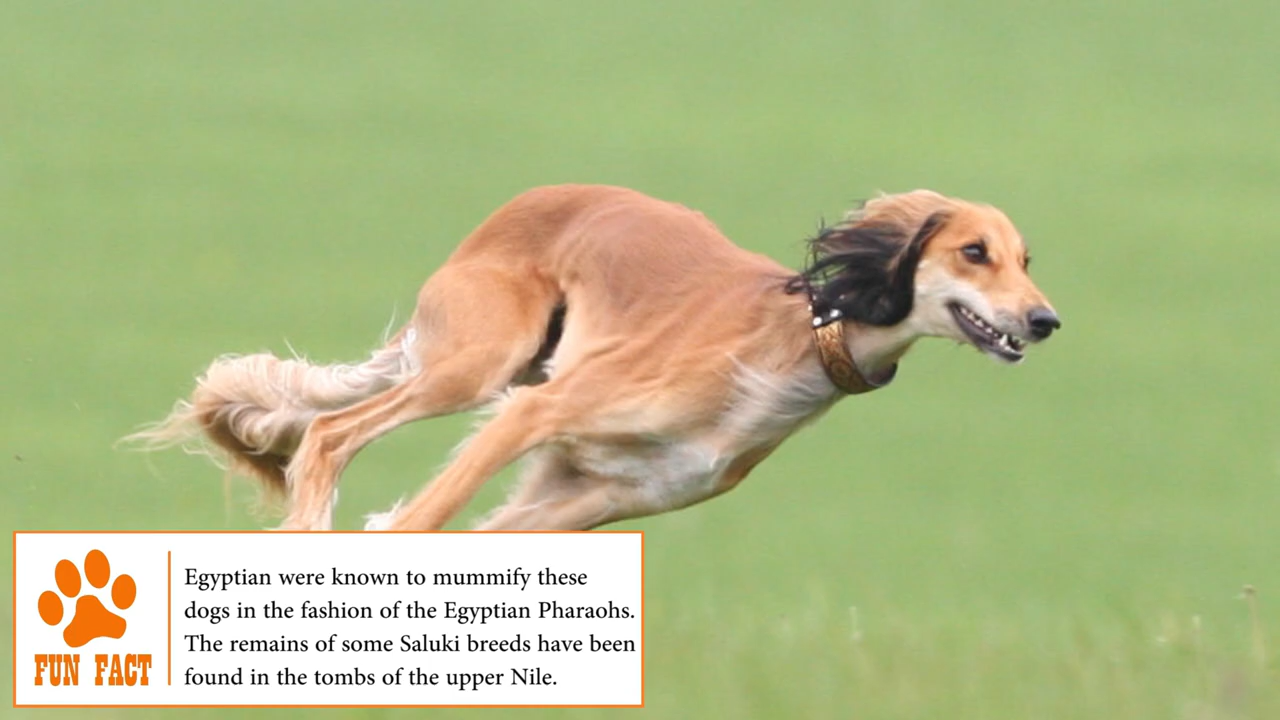 Egyptian were known to mummify these
dogs in the fashion of the Egyptian Pharaohs.
The remains of some Saluki breeds have been
found in the tombs of the upper Nile.
FUN FACT